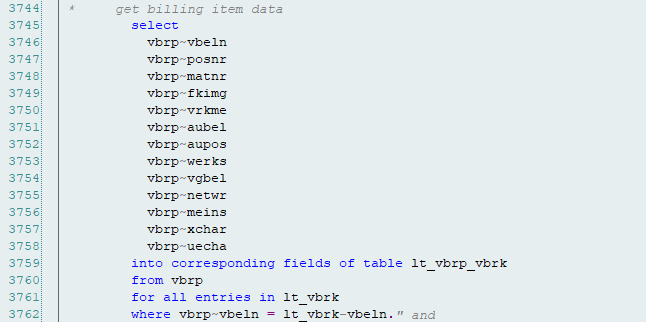 3744 *     get billing item data
3745 select
3746 vbrp~vbeln
3747 vbrp~posnr
3748 vbrp~matnr
3749 vbrp~fkimg
3750 vbrp~vrkme
3751 vbrp~aubel
3752 vbrp~aupos
3753 vbrp~werks
3754 vbrp~vgbel
3755 vbrp~netwr
3756 vbrp~meins
3757 vbrp~xchar
3758 vbrp~uecha
3759 into corresponding fields of table lt_vbrp_vbrk
3760 from vbrp
3761 for all entries in lt_vbrk
3762 where vbrp~vbeln = lt_vbrk-vbeln." and